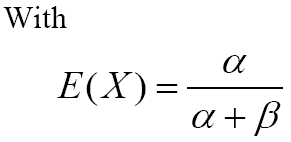 With
E(X) = α / (α + β)